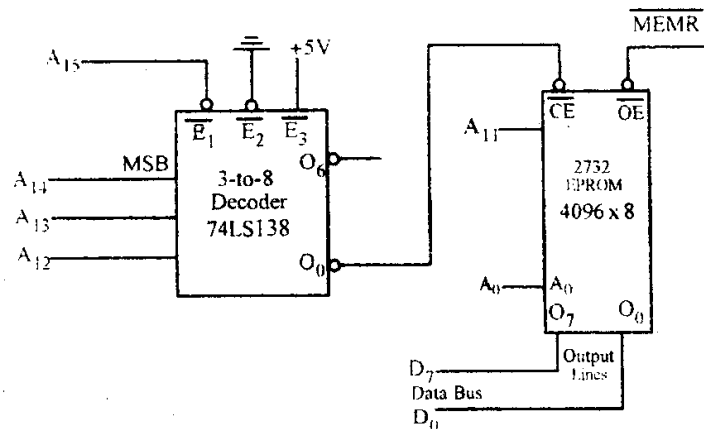 MEMR
A15
+5V
E1 E2 E3
CE OE
MSB
O6
A11
A14
3-to-8
Decoder
74LS138
2732
EPROM
4096 x 8
A13
A12
O0
A0 A0
O7 O0
Output
Lines
D7
Data Bus
D0